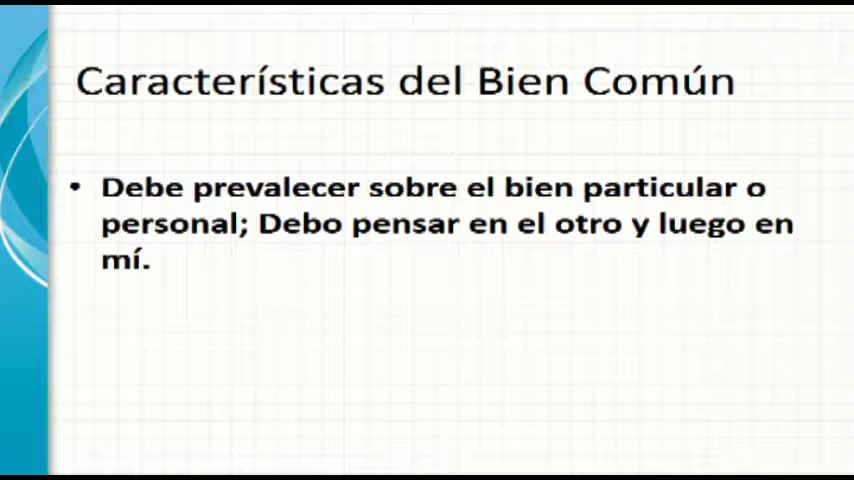 Características del Bien Común
• Debe prevalecer sobre el bien particular o
personal; Debo pensar en el otro y luego en
mí.